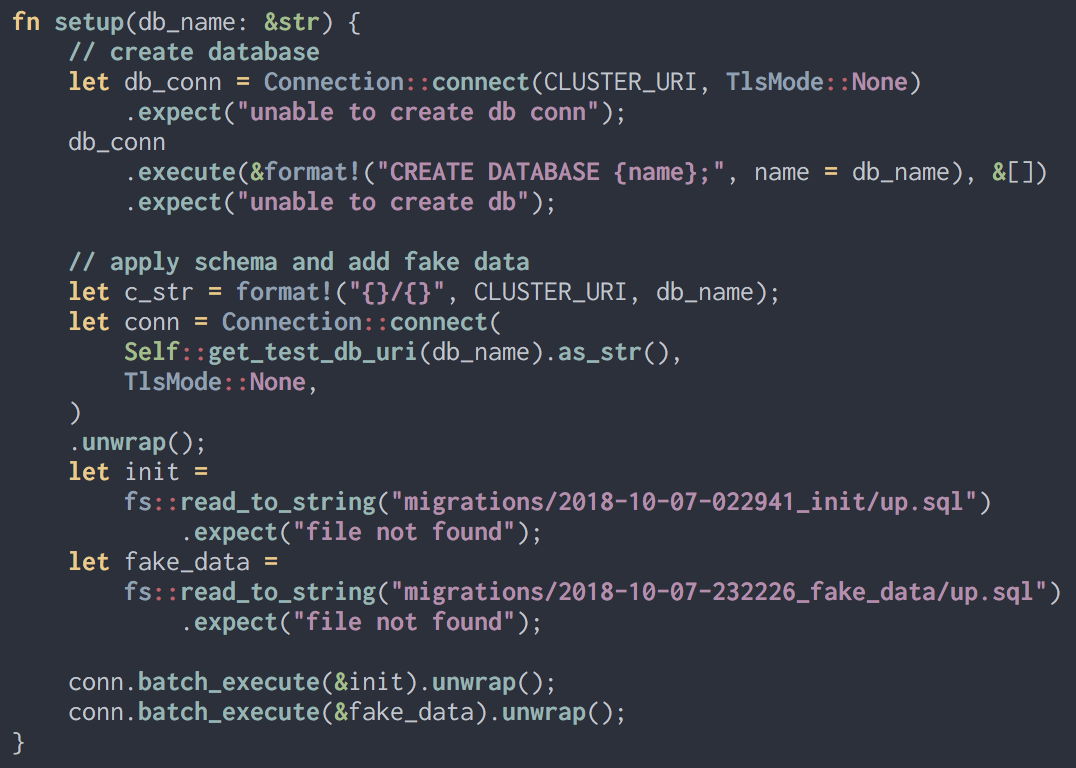 fn setup(db_name: &str) {
    // create database
    let db_conn = Connection::connect(CLUSTER_URI, TlsMode::None)
        .expect("unable to create db conn");
    db_conn
        .execute(&format!("CREATE DATABASE {name};", name = db_name), &[])
        .expect("unable to create db");

    // apply schema and add fake data
    let c_str = format!("{}/{}", CLUSTER_URI, db_name);
    let conn = Connection::connect(
        Self::get_test_db_uri(db_name).as_str(),
        TlsMode::None,
    )
    .unwrap();
    let init =
        fs::read_to_string("migrations/2018-10-07-022941_init/up.sql")
            .expect("file not found");
    let fake_data =
        fs::read_to_string("migrations/2018-10-07-232226_fake_data/up.sql")
            .expect("file not found");

    conn.batch_execute(&init).unwrap();
    conn.batch_execute(&fake_data).unwrap();
}